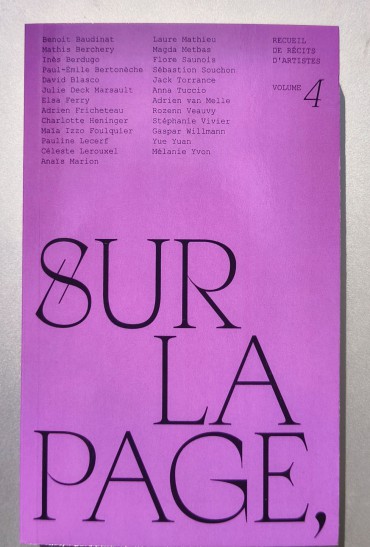 Benoit Baudinat
Mathis Berchery
Inès Berdugo
Paul-Émile Bertonèche
David Blasco
Julie Deck Marsault
Elsa Ferry
Adrien Fricheteau
Charlotte Heninger
Maïa Izzo Foulquier
Pauline Lecerf
Céleste Lerouxel
Anaïs Marion
Laure Mathieu
Magda Metbas
Flore Saunois
Sébastien Souchon
Jack Torrance
Anna Tuccio
Adrien van Melle
Rozenn Veauvy
Stéphanie Vivier
Gaspar Willmann
Yue Yuan
Mélanie Yvon
RECUEIL
DE RÉCITS
D'ARTISTES
VOLUME 4
SUR
LA
PAGE,